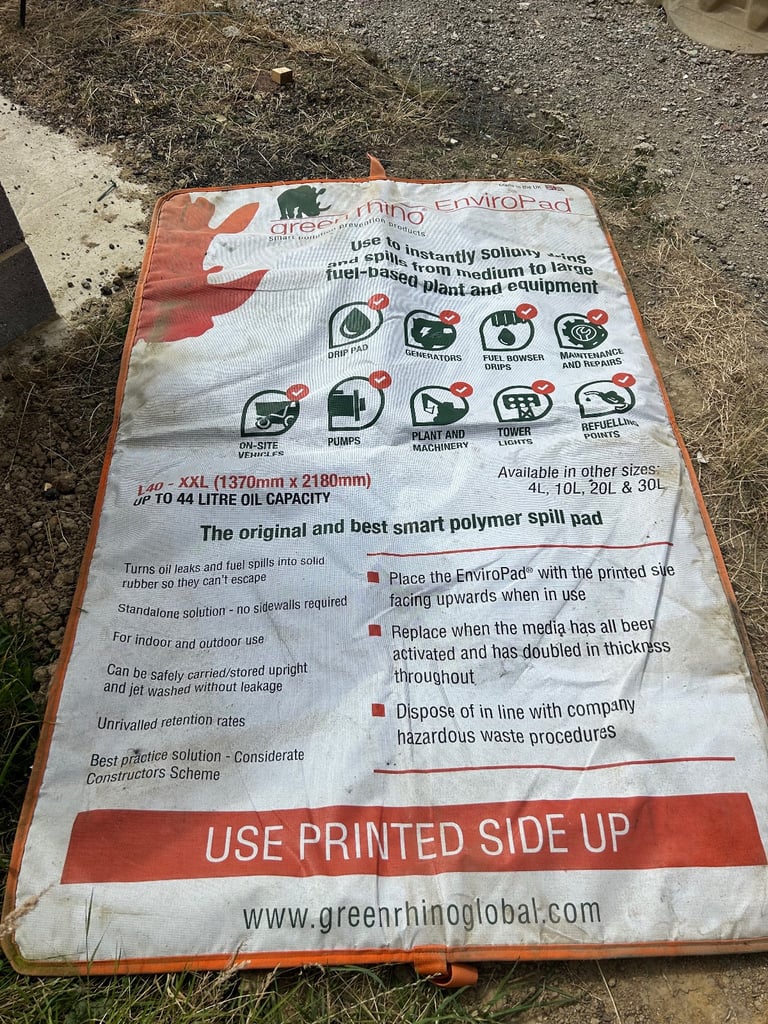 Made in the UK
green rhino® EnviroPad®
Smart pollution prevention products
Use to instantly solidify
and spills from medium to large
fuel-based plant and equipment
DRIP PAD
GENERATORS
FUEL BOWSER
DRIPS
MAINTENANCE
AND REPAIRS
ON-SITE
VEHICLES
PUMPS
PLANT AND
MACHINERY
TOWER
LIGHTS
REFUELLING
POINTS
L40 - XXL (1370mm x 2180mm)
UP TO 44 LITRE OIL CAPACITY
Available in other sizes:
4L, 10L, 20L & 30L
The original and best smart polymer spill pad
Turns oil leaks and fuel spills into solid
rubber so they can't escape
Standalone solution - no sidewalls required
For indoor and outdoor use
Can be safely carried/stored upright
and jet washed without leakage
Unrivalled retention rates
Best practice solution - Considerate
Constructors Scheme
Place the EnviroPad® with the printed side
facing upwards when in use
Replace when the media has all been
activated and has doubled in thickness
throughout
Dispose of in line with company
hazardous waste procedures
USE PRINTED SIDE UP
www.greenrhinoglobal.com